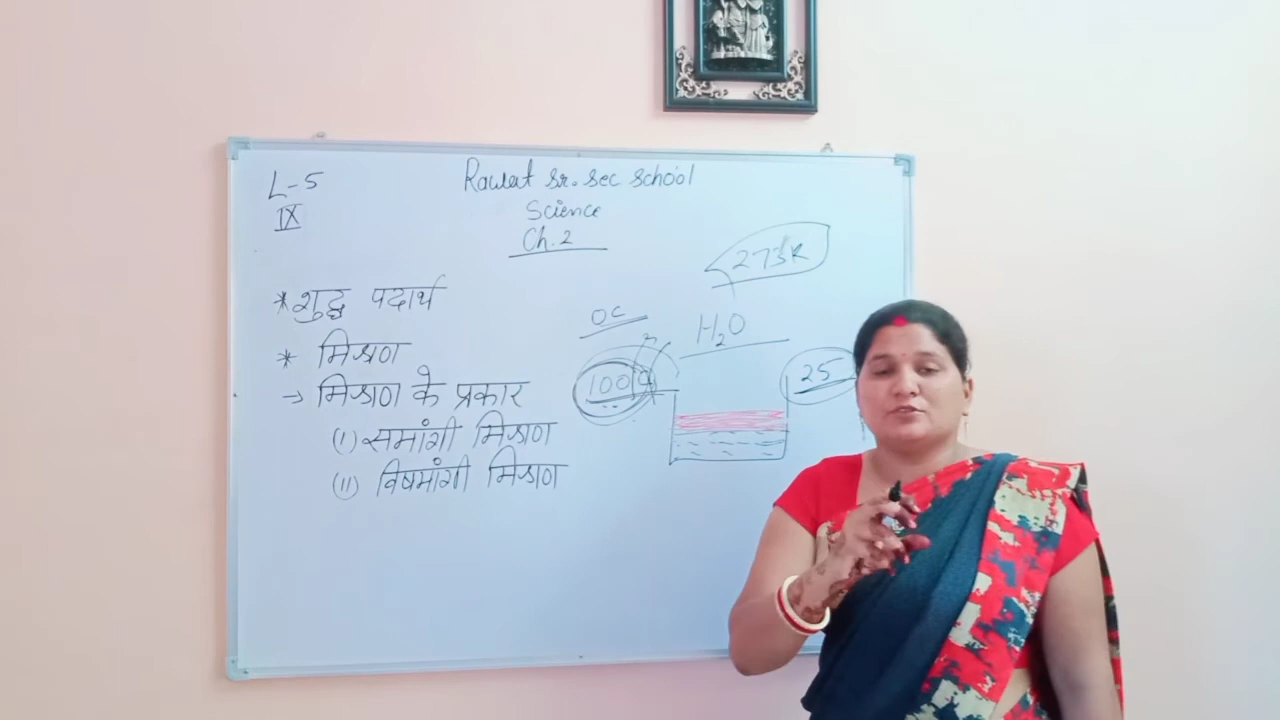 L-5
IX
Rawat sr. sec school
Science
Ch. 2
* शुद्ध पदार्थ
* मिश्रण
→ मिश्रण के प्रकार
(I) समांगी मिश्रण
(II) विषमांगी मिश्रण
273K
0c
H₂O
100
25